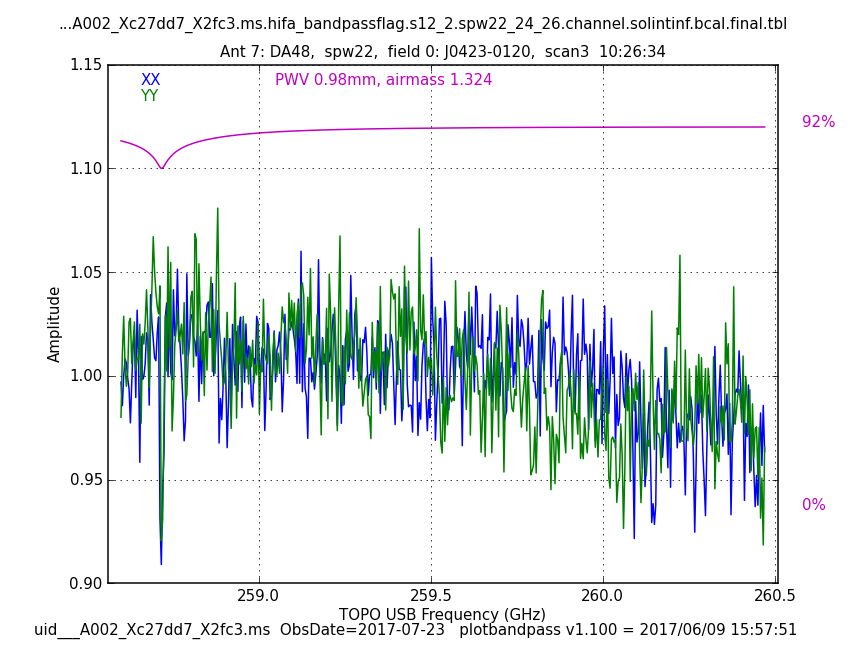 ...A002_Xc27dd7_X2fc3.ms.hifa_bandpassflag.s12_2.spw22_24_26.channel.solintinf.bcal.final.tbl
Ant 7: DA48, spw22, field 0: J0423-0120, scan3 10:26:34
1.15
XX
PWV 0.98mm, airmass 1.324
YY
92%
1.10
1.05
Amplitude
1.00
0.95
0%
0.90
259.0 259.5 260.0 260.5
TOPO USB Frequency (GHz)
uid___A002_Xc27dd7_X2fc3.ms ObsDate=2017-07-23 plotbandpass v1.100 = 2017/06/09 15:57:51